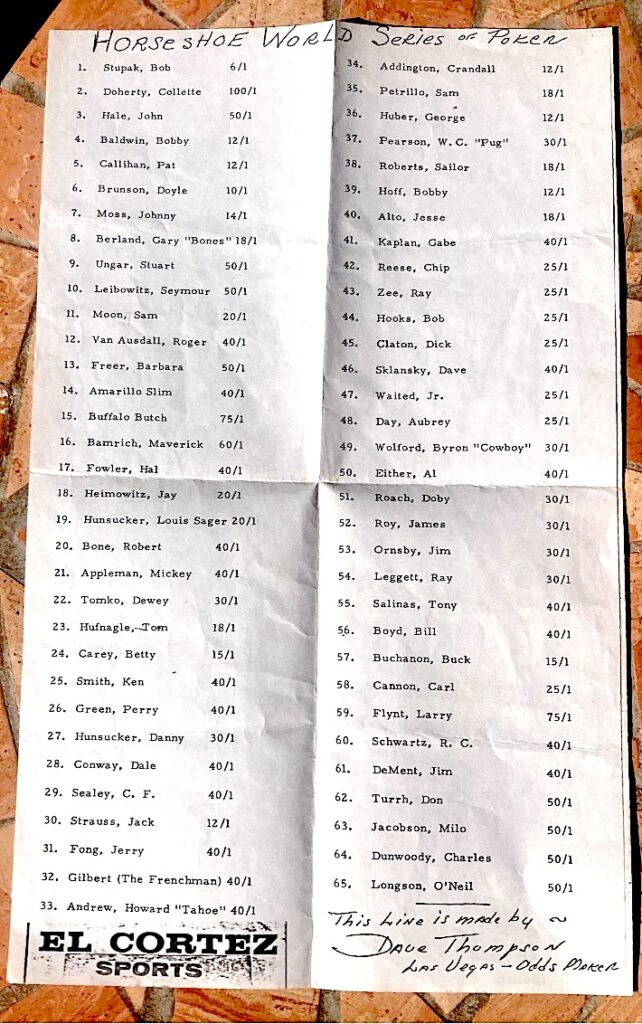 HORSESHOE WORLD SERIES OF POKER
1. Stupak, Bob 6/1
2. Doherty, Collette 100/1
3. Hale, John 50/1
4. Baldwin, Bobby 12/1
5. Callihan, Pat 12/1
6. Brunson, Doyle 10/1
7. Moss, Johnny 14/1
8. Berland, Gary "Bones" 18/1
9. Ungar, Stuart 50/1
10. Leibowitz, Seymour 50/1
11. Moon, Sam 20/1
12. Van Ausdall, Roger 40/1
13. Freer, Barbara 50/1
14. Amarillo Slim 40/1
15. Buffalo Butch 75/1
16. Bamrich, Maverick 60/1
17. Fowler, Hal 40/1
18. Heimowitz, Jay 20/1
19. Hunsucker, Louis Sager 20/1
20. Bone, Robert 40/1
21. Appleman, Mickey 40/1
22. Tomko, Dewey 30/1
23. Hufnagle, Tom 18/1
24. Carey, Betty 15/1
25. Smith, Ken 40/1
26. Green, Perry 40/1
27. Hunsucker, Danny 30/1
28. Conway, Dale 40/1
29. Sealey, C. F. 40/1
30. Strauss, Jack 12/1
31. Fong, Jerry 40/1
32. Gilbert (The Frenchman) 40/1
33. Andrew, Howard "Tahoe" 40/1
EL CORTEZ
SPORTS
34. Addington, Crandall 12/1
35. Petrillo, Sam 18/1
36. Huber, George 12/1
37. Pearson, W. C. "Pug" 30/1
38. Roberts, Sailor 18/1
39. Hoff, Bobby 12/1
40. Alto, Jesse 18/1
41. Kaplan, Gabe 40/1
42. Reese, Chip 25/1
43. Zee, Ray 25/1
44. Hooks, Bob 25/1
45. Claton, Dick 25/1
46. Sklansky, Dave 40/1
47. Waited, Jr. 25/1
48. Day, Aubrey 25/1
49. Wolford, Byron "Cowboy" 30/1
50. Either, Al 40/1
51. Roach, Doby 30/1
52. Roy, James 30/1
53. Ornsby, Jim 30/1
54. Leggett, Ray 30/1
55. Salinas, Tony 40/1
56. Boyd, Bill 40/1
57. Buchanon, Buck 15/1
58. Cannon, Carl 25/1
59. Flynt, Larry 75/1
60. Schwartz, R. C. 40/1
61. DeMent, Jim 40/1
62. Turrh, Don 50/1
63. Jacobson, Milo 50/1
64. Dunwoody, Charles 50/1
65. Longson, O'Neil 50/1
This Line is made by ~
Dave Thompson
Las Vegas - Odds Maker